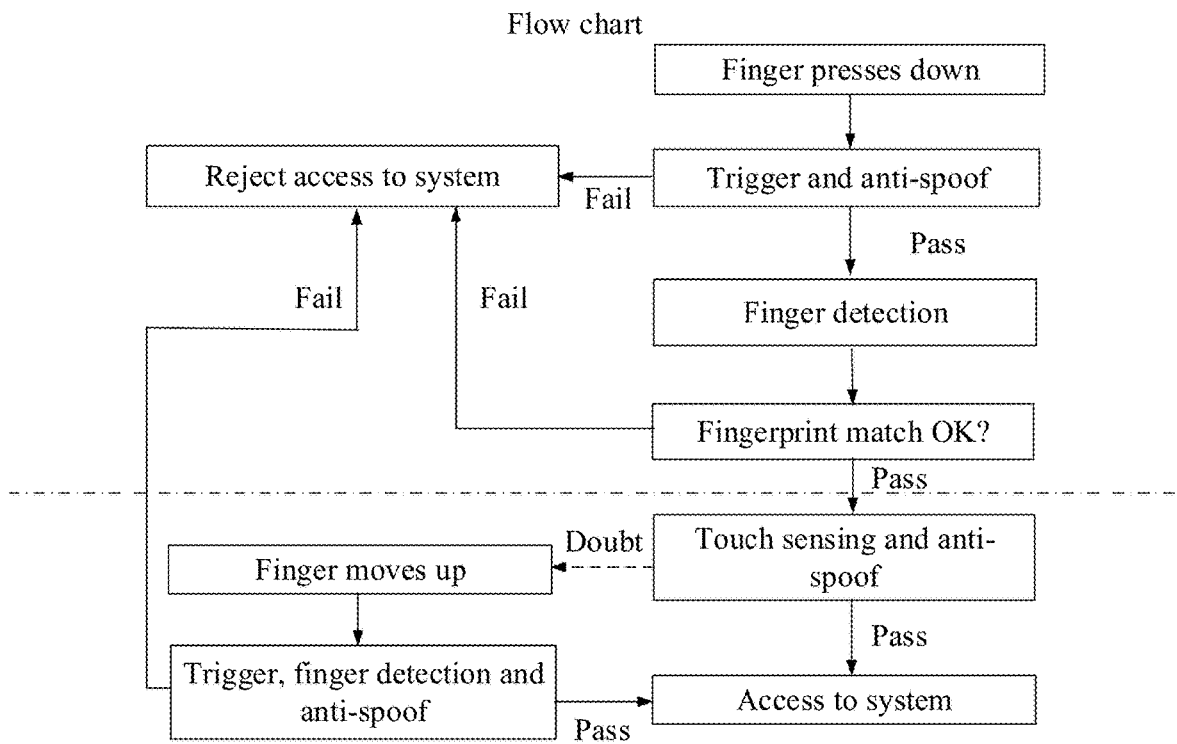 Flow chart
Finger presses down
Reject access to system
Trigger and anti-spoof
Fail
Pass
Fail
Fail
Finger detection
Fingerprint match OK?
Pass
Doubt
Touch sensing and anti-
spoof
Finger moves up
Pass
Trigger, finger detection and
anti-spoof
Access to system
Pass